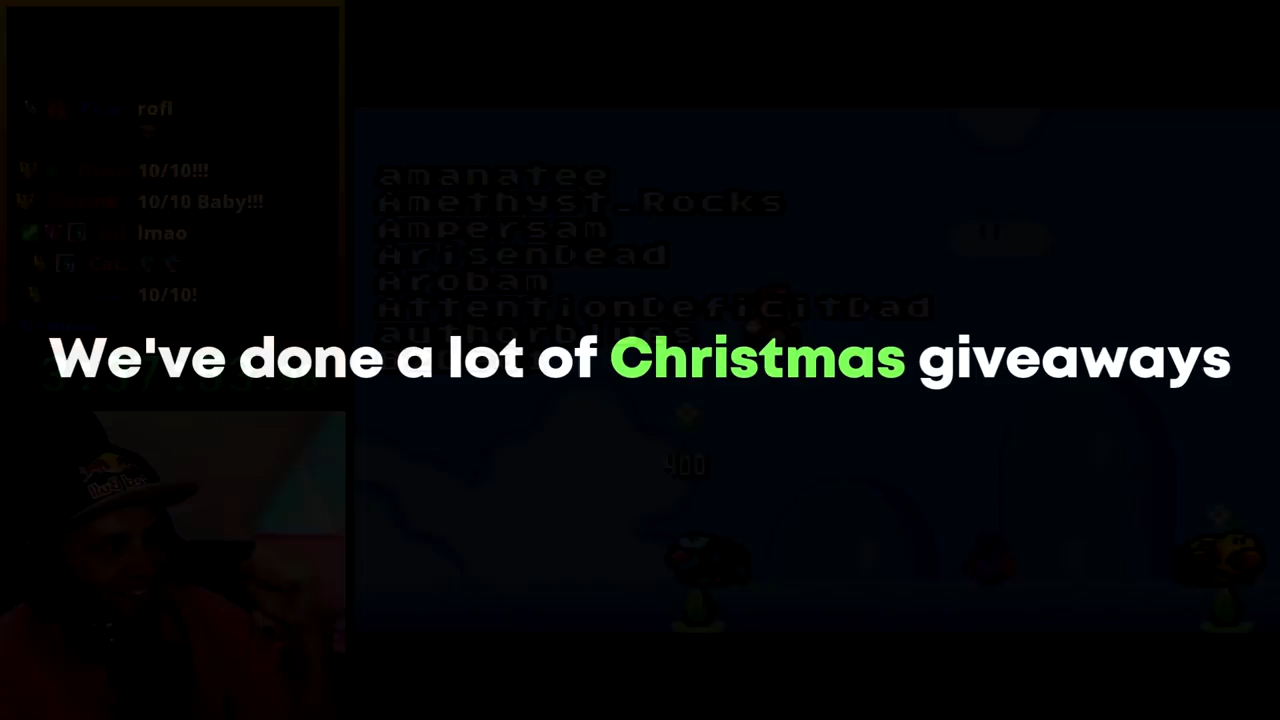 rofl
10/10!!!
10/10 Baby!!!
lmao
10/10!
amanatee
Amethyst_Rocks
Ampersam
ArisenDead
Arobam
AttentionDeficitDad
We've done a lot of Christmas giveaways
400